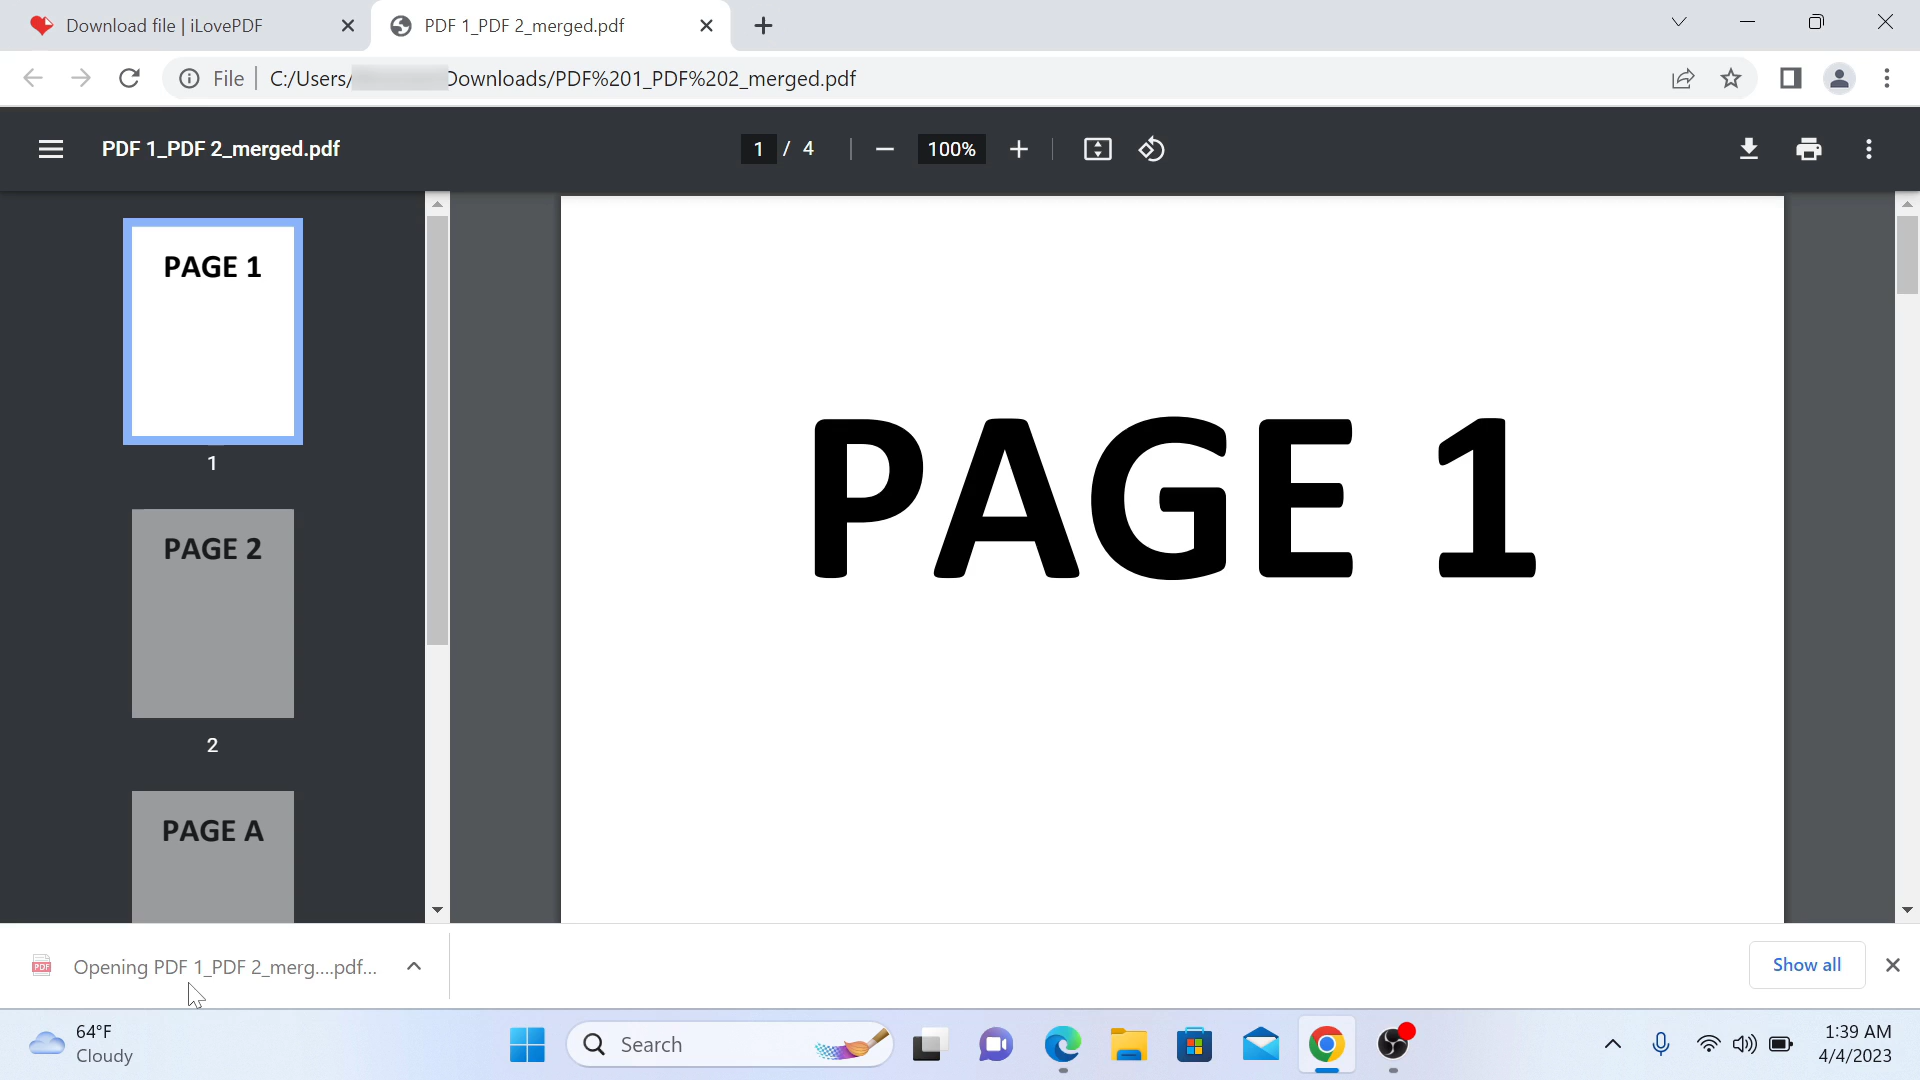 Download file | iLovePDF
PDF 1_PDF 2_merged.pdf
File
C:/Users/
Downloads/PDF%201_PDF%202_merged.pdf
PDF 1_PDF 2_merged.pdf
1 / 4
100%
PAGE 1
1
PAGE 2
2
PAGE A
PAGE 1
Opening PDF 1_PDF 2_merg....pdf...
PDF
Show all
64°F
Cloudy
Search
1:39 AM
4/4/2023